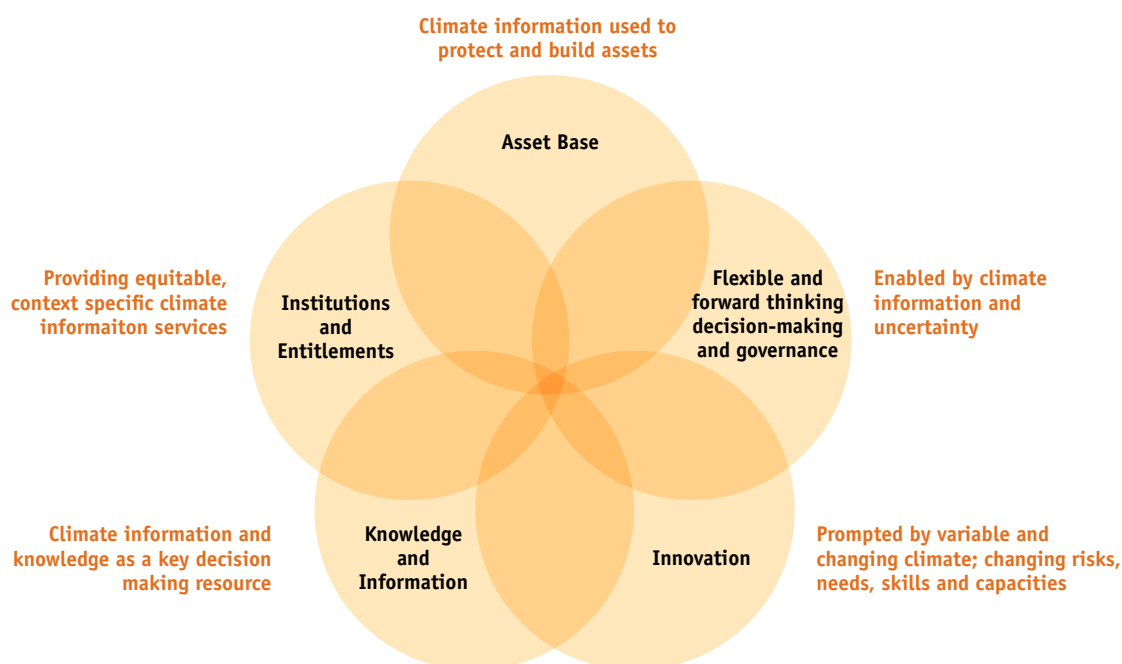 Climate information used to
protect and build assets
Asset Base
Providing equitable,
context specific climate
informaiton services
Institutions
and
Entitlements
Flexible and
forward thinking
decision-making
and governance
Enabled by climate
information and
uncertainty
Climate information and
knowledge as a key decision
making resource
Knowledge
and
Information
Innovation
Prompted by variable and
changing climate; changing risks,
needs, skills and capacities